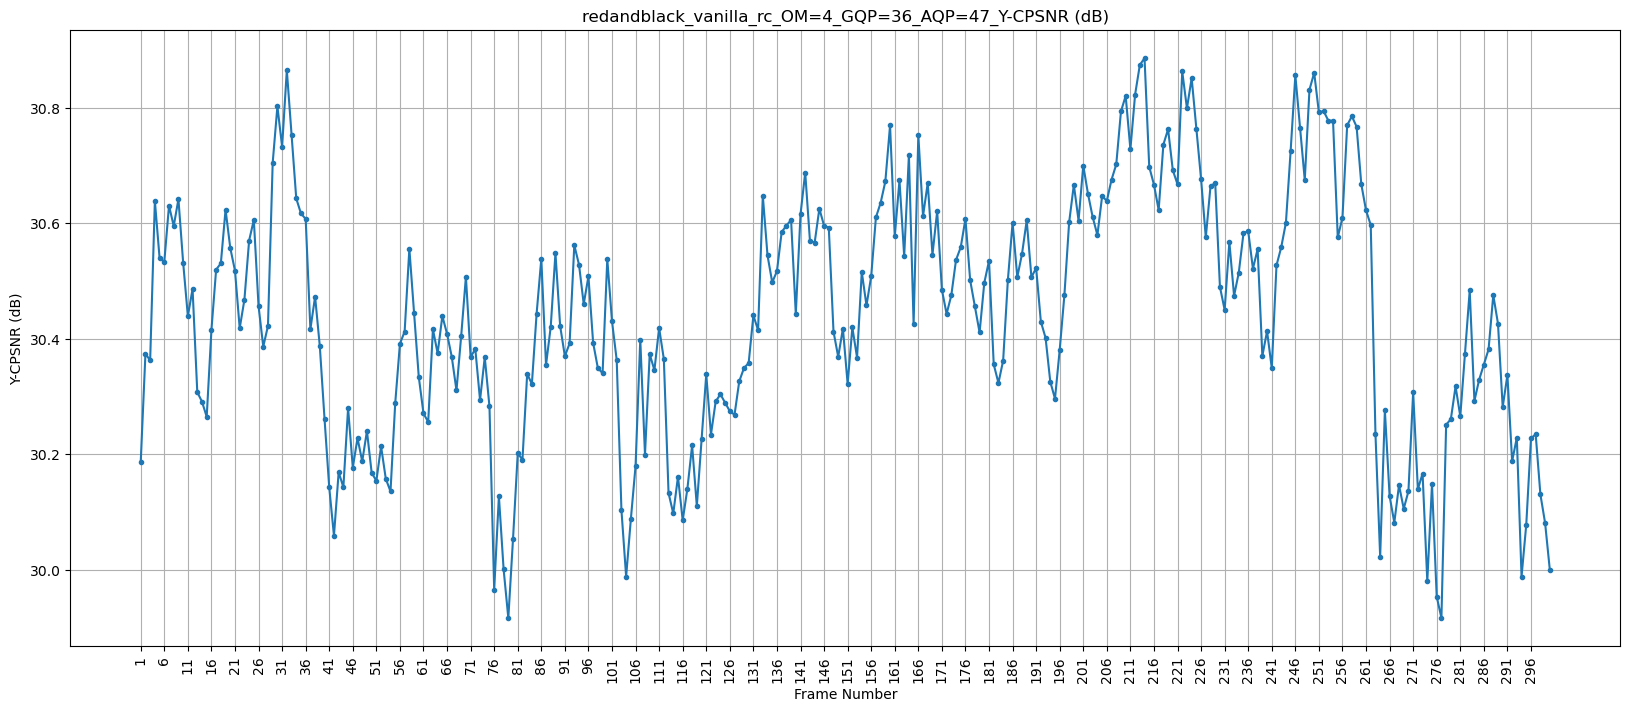 redandblack_vanilla_rc_OM=4_GQP=36_AQP=47_Y-CPSNR (dB)
Y-CPSNR (dB)
30.8
30.6
30.4
30.2
30.0
1 6 11 16 21 26 31 36 41 46 51 56 61 66 71 76 81 86 91 96 101 106 111 116 121 126 131 136 141 146 151 156 161 166 171 176 181 186 191 196 201 206 211 216 221 226 231 236 241 246 251 256 261 266 271 276 281 286 291 296
Frame Number